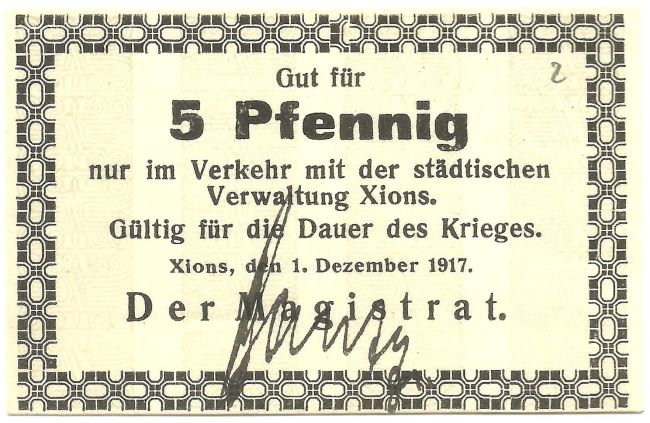 2
Gut für
5 Pfennig
nur im Verkehr mit der städtischen
Verwaltung Xions.
Gültig für die Dauer des Krieges.
Xions, den 1. Dezember 1917.
Der Magistrat.